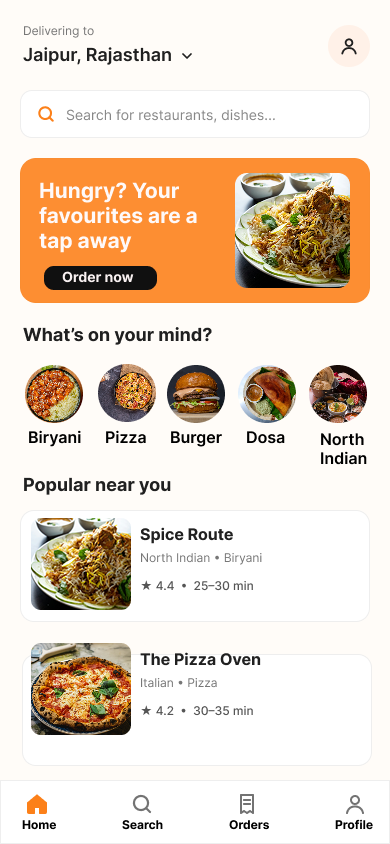 Delivering to
Jaipur, Rajasthan
Search for restaurants, dishes...
Hungry? Your
favourites are a
tap away
Order now
What's on your mind?
Biryani
Pizza
Burger
Dosa
North
Indian
Popular near you
Spice Route
North Indian • Biryani
★ 4.4 • 25–30 min
The Pizza Oven
Italian • Pizza
★ 4.2 • 30–35 min
Home
Search
Orders
Profile